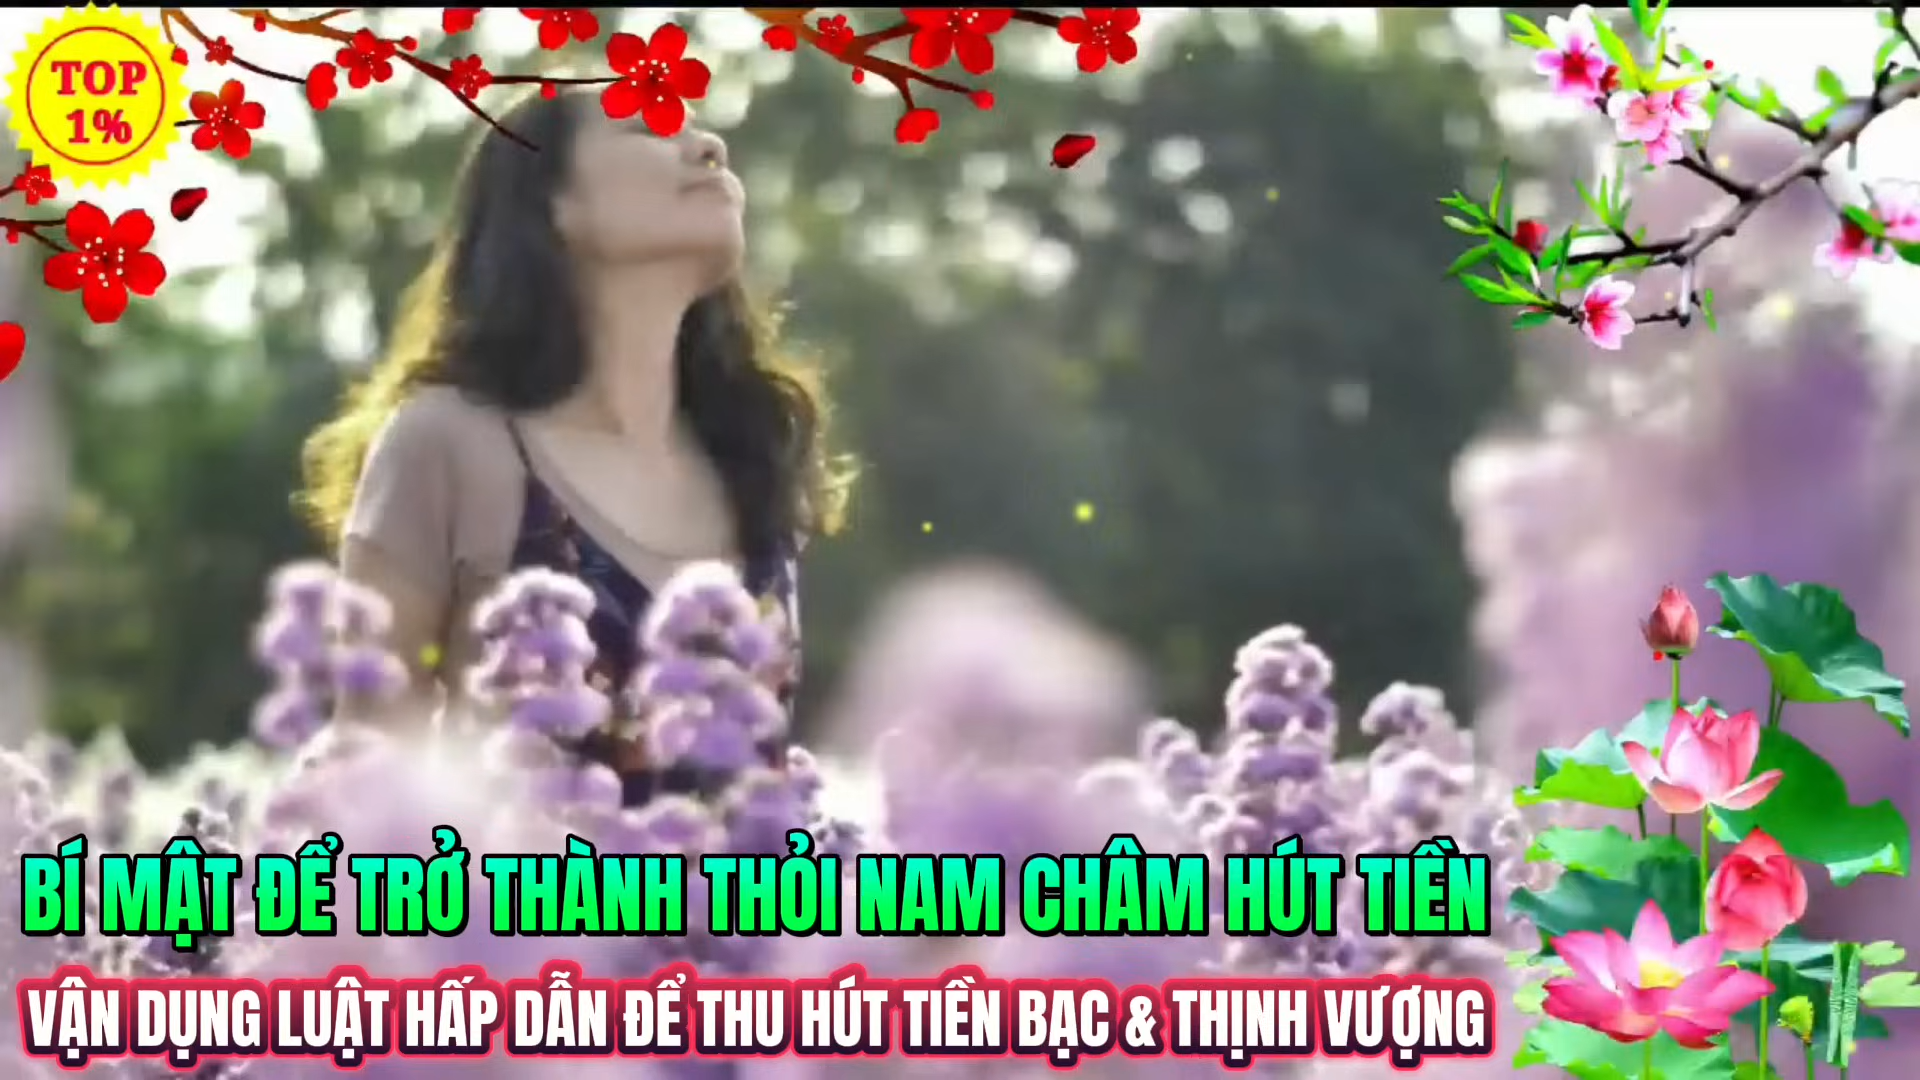 TOP
1%
BÍ MẬT ĐỂ TRỞ THÀNH THỎI NAM CHÂM HÚT TIỀN
VẬN DỤNG LUẬT HẤP DẪN ĐỂ THU HÚT TIỀN BẠC & THỊNH VƯỢNG